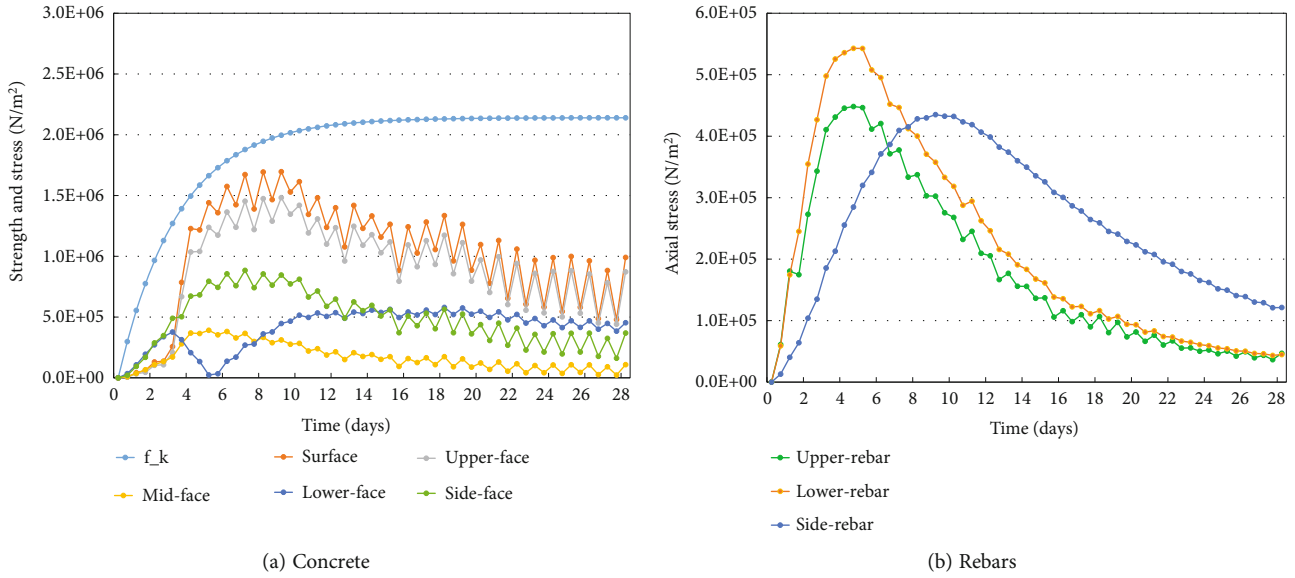 3.0E+06
2.5E+06
2.0E+06
1.5E+06
1.0E+06
5.0E+05
0.0E+00
Strength and stress (N/m²)
0 2 4 6 8 10 12 14 16 18 20 22 24 26 28
Time (days)
f_k Surface Upper-face
Mid-face Lower-face Side-face
(a) Concrete
6.0E+05
5.0E+05
4.0E+05
3.0E+05
2.0E+05
1.0E+05
0.0E+00
Axial stress (N/m²)
0 2 4 6 8 10 12 14 16 18 20 22 24 26 28
Time (days)
Upper-rebar
Lower-rebar
Side-rebar
(b) Rebars